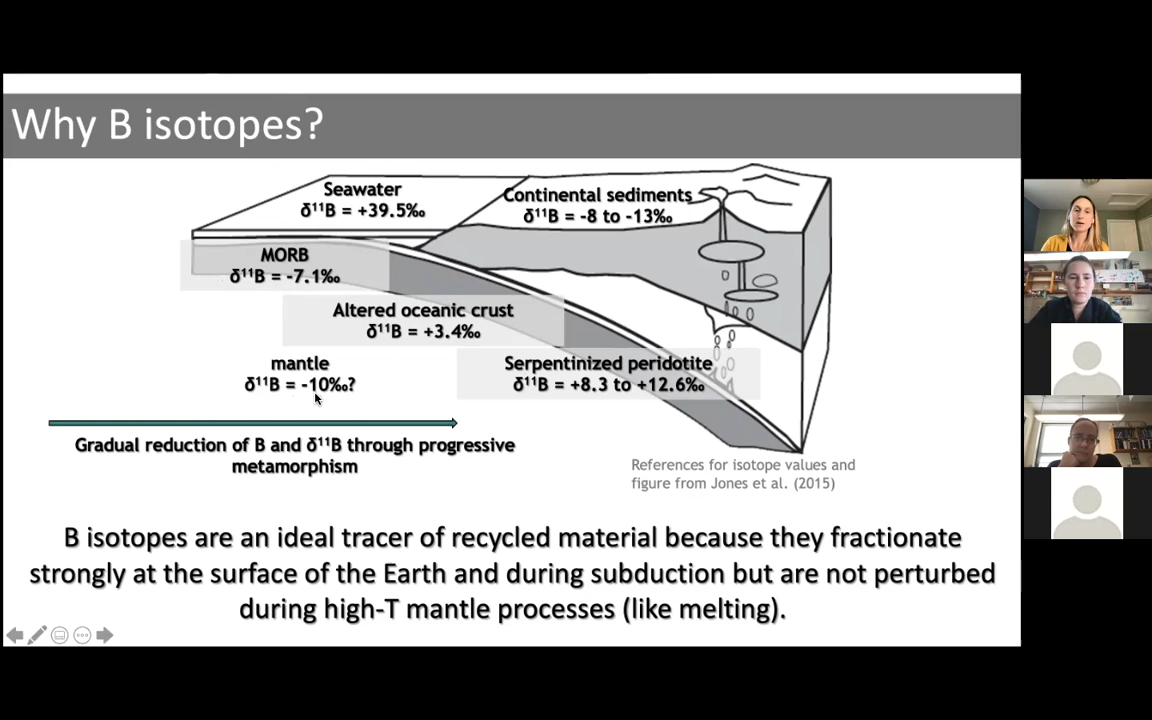 Why B isotopes?
Seawater
δ¹¹B = +39.5‰
Continental sediments
δ¹¹B = -8 to -13‰
MORB
δ¹¹B = -7.1‰
Altered oceanic crust
δ¹¹B = +3.4‰
mantle
δ¹¹B = -10‰?
Serpentinized peridotite
δ¹¹B = +8.3 to +12.6‰
Gradual reduction of B and δ¹¹B through progressive
metamorphism
References for isotope values and
figure from Jones et al. (2015)
B isotopes are an ideal tracer of recycled material because they fractionate
strongly at the surface of the Earth and during subduction but are not perturbed
during high-T mantle processes (like melting).